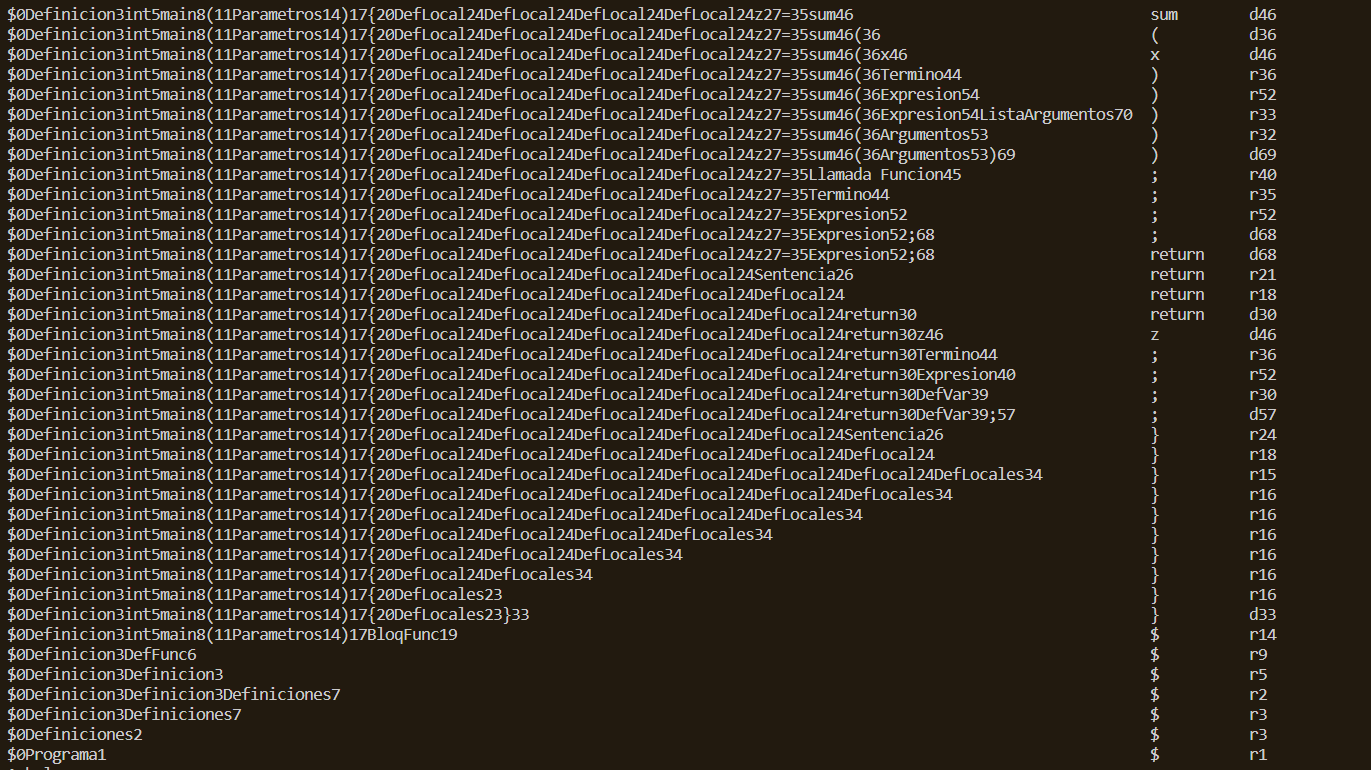 $0Definicion3int5main8(11Parametros14)17{20DefLocal24DefLocal24DefLocal24DefLocal24z27=35sum46 sum d46
$0Definicion3int5main8(11Parametros14)17{20DefLocal24DefLocal24DefLocal24DefLocal24z27=35sum46(36 ( d36
$0Definicion3int5main8(11Parametros14)17{20DefLocal24DefLocal24DefLocal24DefLocal24z27=35sum46(36x46 x d46
$0Definicion3int5main8(11Parametros14)17{20DefLocal24DefLocal24DefLocal24DefLocal24z27=35sum46(36Termino44 ) r36
$0Definicion3int5main8(11Parametros14)17{20DefLocal24DefLocal24DefLocal24DefLocal24z27=35sum46(36Expresion54 ) r52
$0Definicion3int5main8(11Parametros14)17{20DefLocal24DefLocal24DefLocal24DefLocal24z27=35sum46(36Expresion54ListaArgumentos70 ) r33
$0Definicion3int5main8(11Parametros14)17{20DefLocal24DefLocal24DefLocal24DefLocal24z27=35sum46(36Argumentos53 ) r32
$0Definicion3int5main8(11Parametros14)17{20DefLocal24DefLocal24DefLocal24DefLocal24z27=35sum46(36Argumentos53)69 ) d69
$0Definicion3int5main8(11Parametros14)17{20DefLocal24DefLocal24DefLocal24DefLocal24z27=35Llamada Funcion45 ; r40
$0Definicion3int5main8(11Parametros14)17{20DefLocal24DefLocal24DefLocal24DefLocal24z27=35Termino44 ; r35
$0Definicion3int5main8(11Parametros14)17{20DefLocal24DefLocal24DefLocal24DefLocal24z27=35Expresion52 ; r52
$0Definicion3int5main8(11Parametros14)17{20DefLocal24DefLocal24DefLocal24DefLocal24z27=35Expresion52;68 ; d68
$0Definicion3int5main8(11Parametros14)17{20DefLocal24DefLocal24DefLocal24DefLocal24z27=35Expresion52;68 return d68
$0Definicion3int5main8(11Parametros14)17{20DefLocal24DefLocal24DefLocal24DefLocal24Sentencia26 return r21
$0Definicion3int5main8(11Parametros14)17{20DefLocal24DefLocal24DefLocal24DefLocal24DefLocal24 return r18
$0Definicion3int5main8(11Parametros14)17{20DefLocal24DefLocal24DefLocal24DefLocal24DefLocal24return30 return d30
$0Definicion3int5main8(11Parametros14)17{20DefLocal24DefLocal24DefLocal24DefLocal24DefLocal24return30z46 z d46
$0Definicion3int5main8(11Parametros14)17{20DefLocal24DefLocal24DefLocal24DefLocal24DefLocal24return30Termino44 ; r36
$0Definicion3int5main8(11Parametros14)17{20DefLocal24DefLocal24DefLocal24DefLocal24DefLocal24return30Expresion40 ; r52
$0Definicion3int5main8(11Parametros14)17{20DefLocal24DefLocal24DefLocal24DefLocal24DefLocal24return30DefVar39 ; r30
$0Definicion3int5main8(11Parametros14)17{20DefLocal24DefLocal24DefLocal24DefLocal24DefLocal24return30DefVar39;57 ; d57
$0Definicion3int5main8(11Parametros14)17{20DefLocal24DefLocal24DefLocal24DefLocal24DefLocal24Sentencia26 } r24
$0Definicion3int5main8(11Parametros14)17{20DefLocal24DefLocal24DefLocal24DefLocal24DefLocal24DefLocal24 } r18
$0Definicion3int5main8(11Parametros14)17{20DefLocal24DefLocal24DefLocal24DefLocal24DefLocal24DefLocal24DefLocales34 } r15
$0Definicion3int5main8(11Parametros14)17{20DefLocal24DefLocal24DefLocal24DefLocal24DefLocal24DefLocales34 } r16
$0Definicion3int5main8(11Parametros14)17{20DefLocal24DefLocal24DefLocal24DefLocal24DefLocales34 } r16
$0Definicion3int5main8(11Parametros14)17{20DefLocal24DefLocal24DefLocal24DefLocales34 } r16
$0Definicion3int5main8(11Parametros14)17{20DefLocal24DefLocal24DefLocales34 } r16
$0Definicion3int5main8(11Parametros14)17{20DefLocal24DefLocales34 } r16
$0Definicion3int5main8(11Parametros14)17{20DefLocales23 } r16
$0Definicion3int5main8(11Parametros14)17{20DefLocales23}33 } d33
$0Definicion3int5main8(11Parametros14)17BloqFunc19 $ r14
$0Definicion3DefFunc6 $ r9
$0Definicion3Definicion3 $ r5
$0Definicion3Definicion3Definiciones7 $ r2
$0Definicion3Definiciones7 $ r3
$0Definiciones2 $ r3
$0Programa1 $ r1